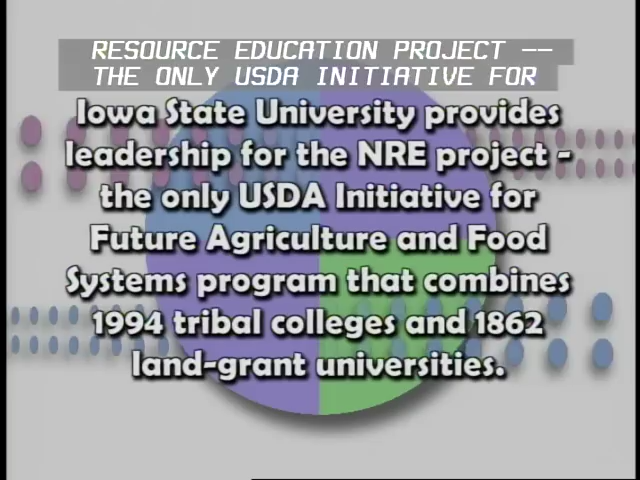 RESOURCE EDUCATION PROJECT --
THE ONLY USDA INITIATIVE FOR
Iowa State University provides
leadership for the NRE project -
the only USDA Initiative for
Future Agriculture and Food
Systems program that combines
1994 tribal colleges and 1862
land-grant universities.